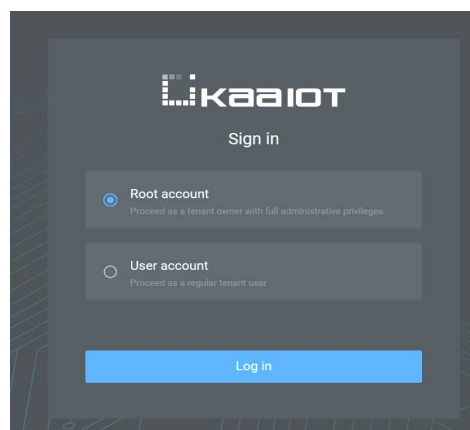 KaaIOT
Sign in
Root account
Proceed as a tenant owner with full administrative privileges
User account
Proceed as a regular tenant user
Log in